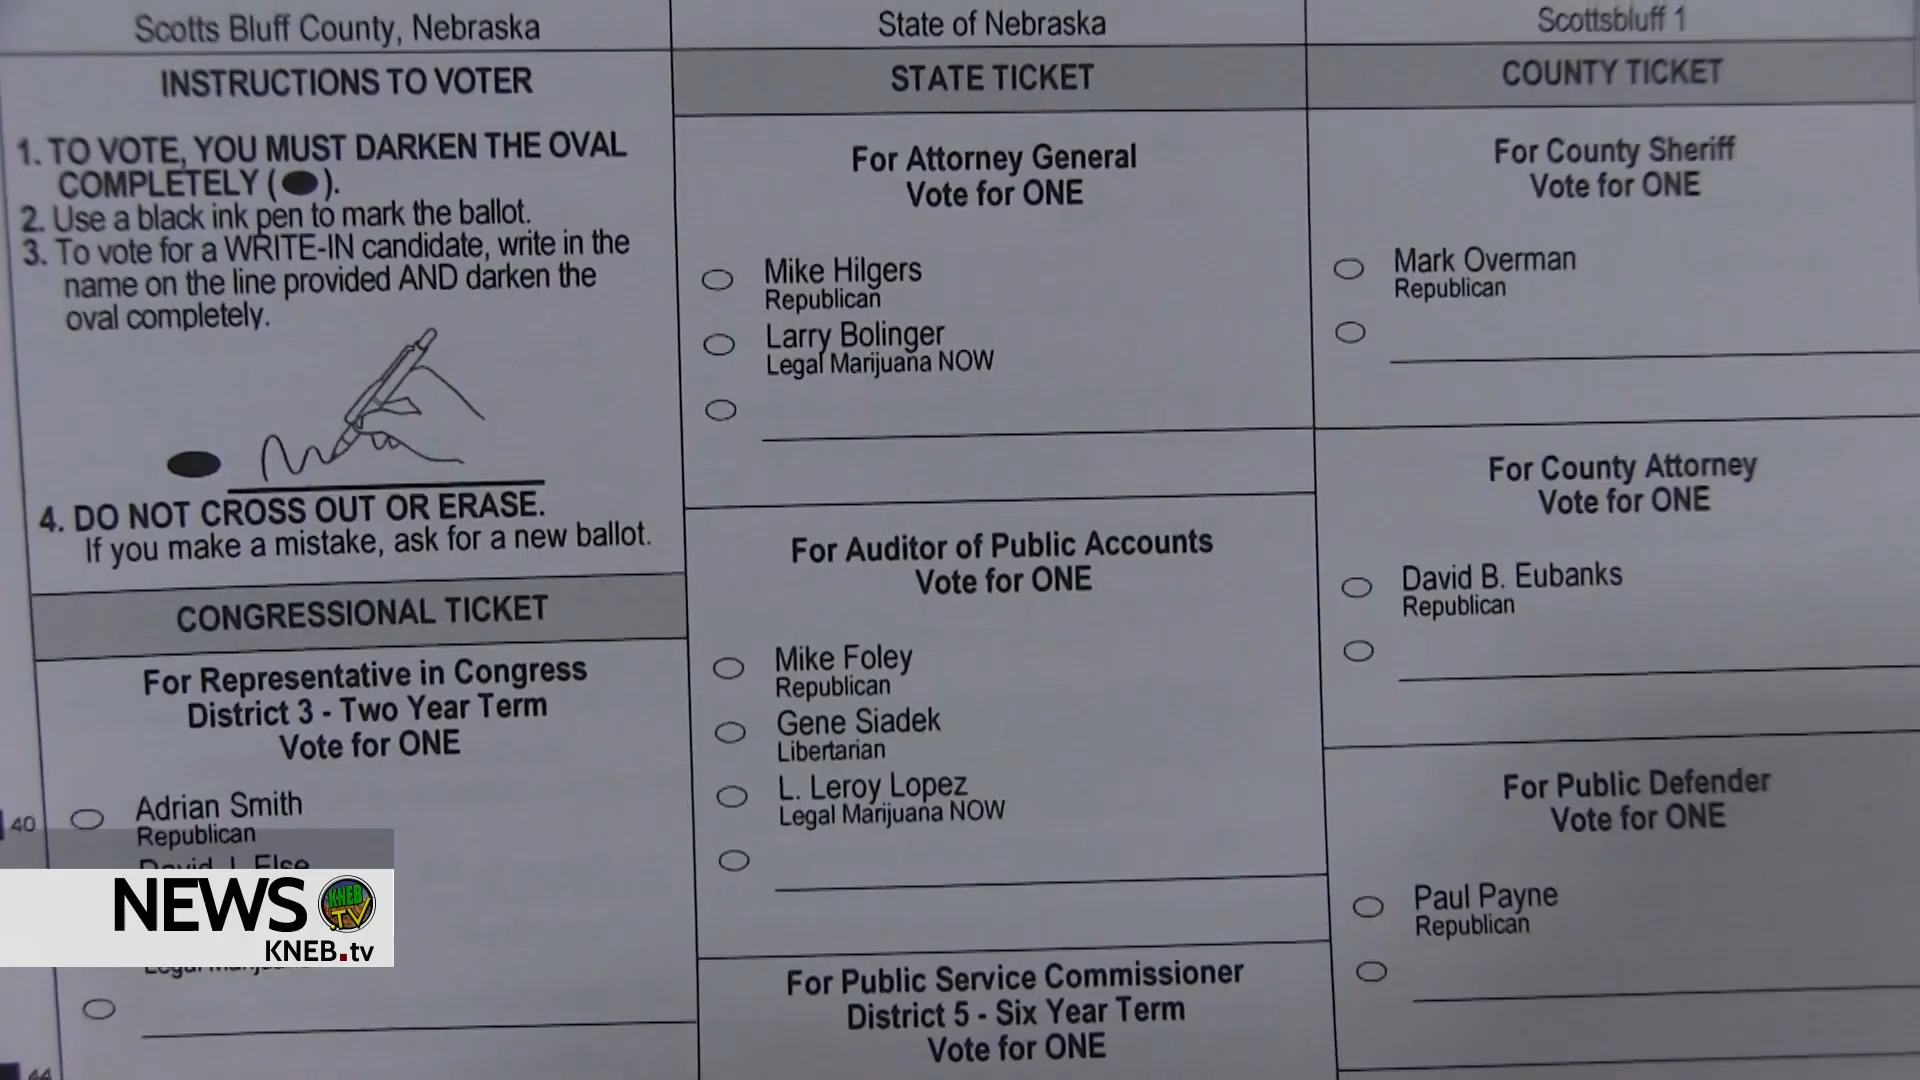 Scotts Bluff County, Nebraska
INSTRUCTIONS TO VOTER
1. TO VOTE, YOU MUST DARKEN THE OVAL
COMPLETELY ( ).
2. Use a black ink pen to mark the ballot.
3. To vote for a WRITE-IN candidate, write in the
name on the line provided AND darken the
oval completely.
4. DO NOT CROSS OUT OR ERASE.
If you make a mistake, ask for a new ballot.
CONGRESSIONAL TICKET
For Representative in Congress
District 3 - Two Year Term
Vote for ONE
40
Adrian Smith
Republican
David J. Else
NEWS
KNEB
.TV
KNEB.tv
State of Nebraska
STATE TICKET
For Attorney General
Vote for ONE
Mike Hilgers
Republican
Larry Bolinger
Legal Marijuana NOW
For Auditor of Public Accounts
Vote for ONE
Mike Foley
Republican
Gene Siadek
Libertarian
L. Leroy Lopez
Legal Marijuana NOW
For Public Service Commissioner
District 5 - Six Year Term
Vote for ONE
Scottsbluff 1
COUNTY TICKET
For County Sheriff
Vote for ONE
Mark Overman
Republican
For County Attorney
Vote for ONE
David B. Eubanks
Republican
For Public Defender
Vote for ONE
Paul Payne
Republican